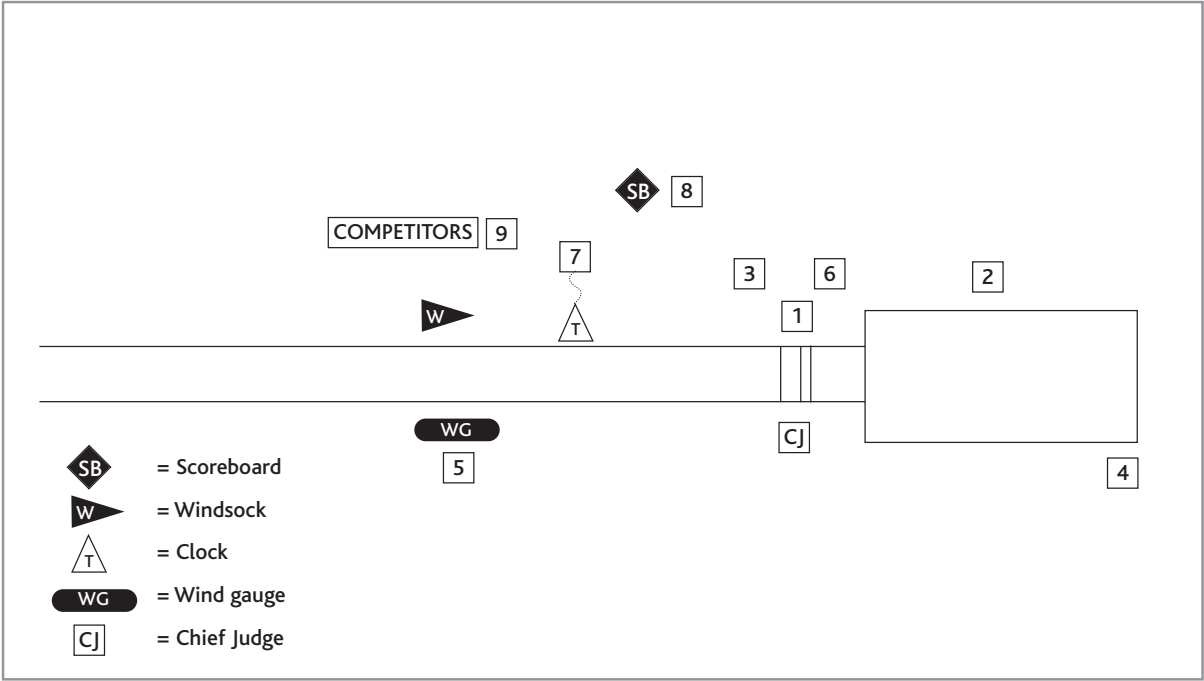 SB 8
COMPETITORS 9
7
3 6 2
W T 1
WG CJ
5 4
SB = Scoreboard
W = Windsock
T = Clock
WG = Wind gauge
CJ = Chief Judge